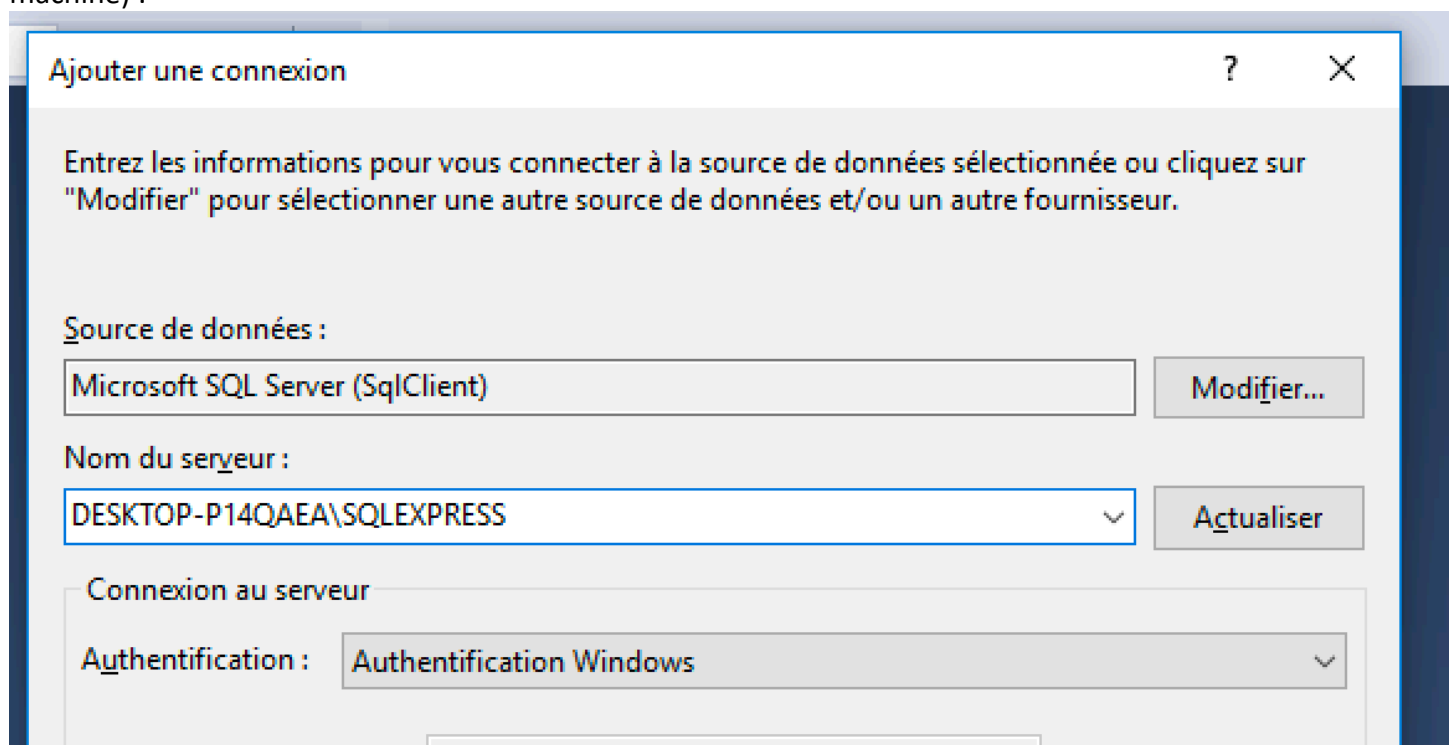 machine) :
Ajouter une connexion
?
Entrez les informations pour vous connecter à la source de données sélectionnée ou cliquez sur
"Modifier" pour sélectionner une autre source de données et/ou un autre fournisseur.
Source de données :
Microsoft SQL Server (SqlClient)
Modifier...
Nom du serveur :
DESKTOP-P14QAEA\SQLEXPRESS
Actualiser
Connexion au serveur
Authentification :
Authentification Windows